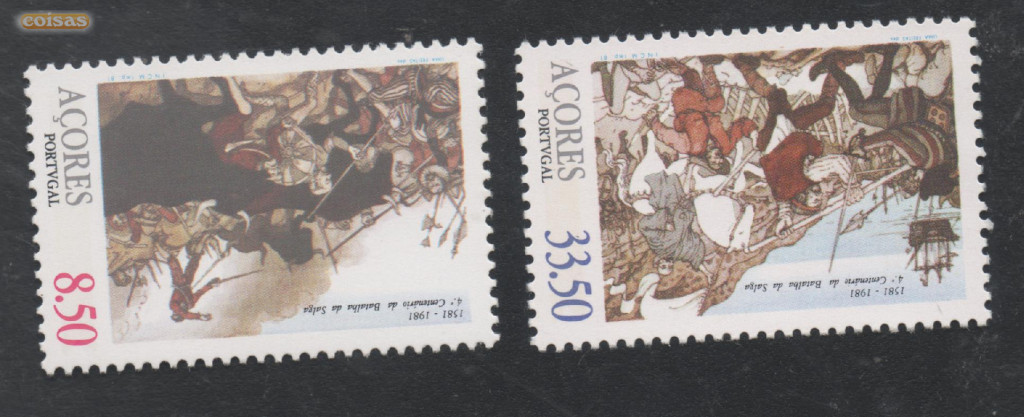 coisas
AÇORES
PORTVGAL
8.50
1581 - 1981
4.º Centenário da Batalha da Salga
AÇORES
PORTVGAL
33.50
1581 - 1981
4.º Centenário da Batalha da Salga